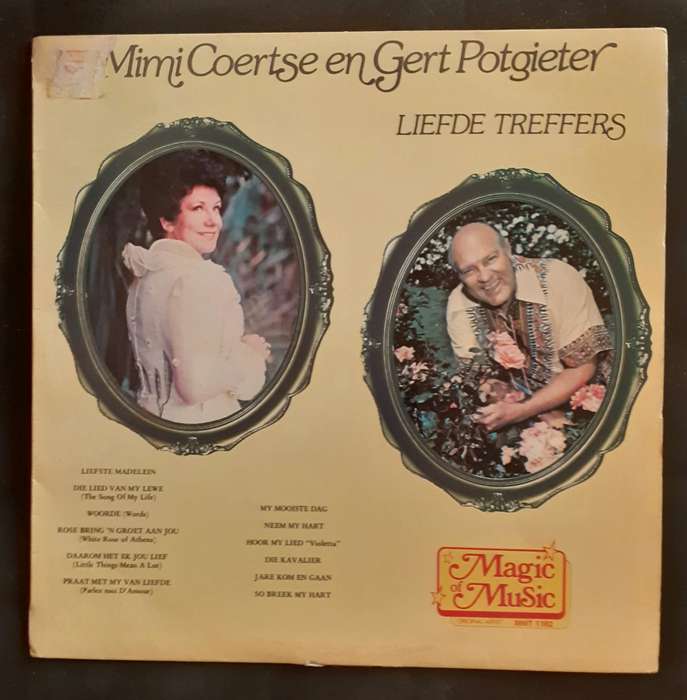 Mimi Coertse en Gert Potgieter
LIEFDE TREFFERS
LIEFSTE MADELEIN
DIE LIED VAN MY LEWE
(The Song Of My Life)
WOORDE (Words)
ROSE BRING 'N GROET AAN JOU
(White Rose of Athens)
DAAROM HET EK JOU LIEF
(Little Things Mean A Lot)
PRAAT MET MY VAN LIEFDE
(Parlez moi D'Amour)
MY MOOISTE DAG
NEEM MY HART
HOOR MY LIED "Violetta"
DIE KAVALIER
JARE KOM EN GAAN
SO BREEK MY HART
Magic
of
Music
ORIGINAL ARTIST